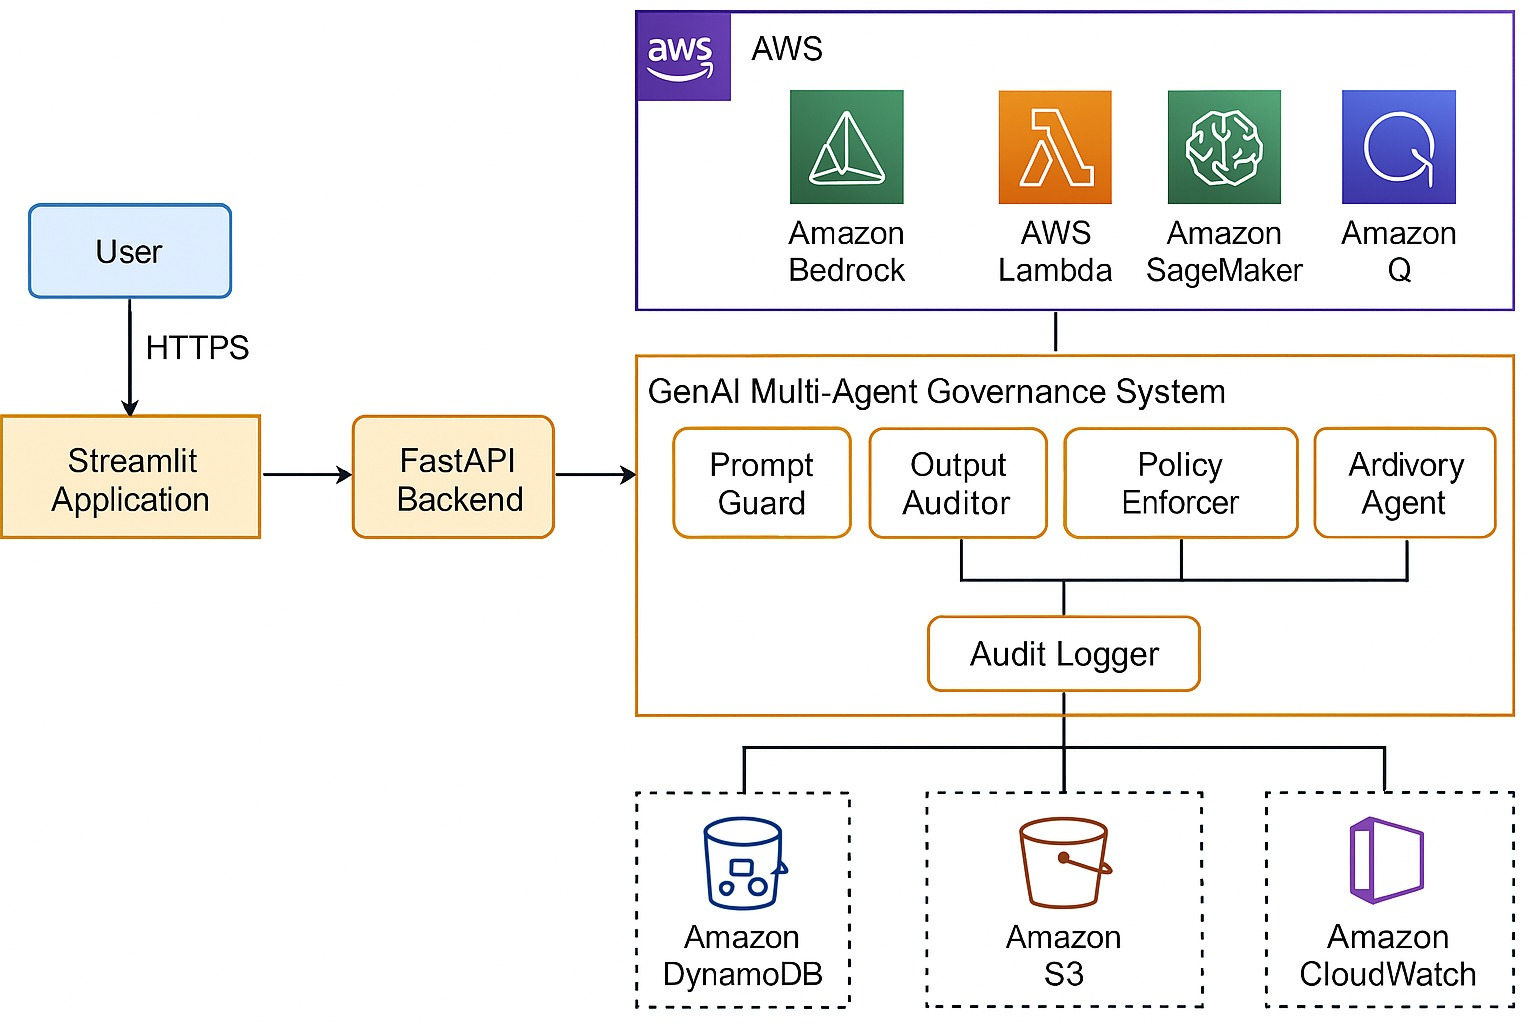 aws
AWS
Amazon
Bedrock
AWS
Lambda
Amazon
SageMaker
Amazon
Q
User
HTTPS
Streamlit
Application
FastAPI
Backend
GenAI Multi-Agent Governance System
Prompt
Guard
Output
Auditor
Policy
Enforcer
Ardivory
Agent
Audit Logger
Amazon
DynamoDB
Amazon
S3
Amazon
CloudWatch